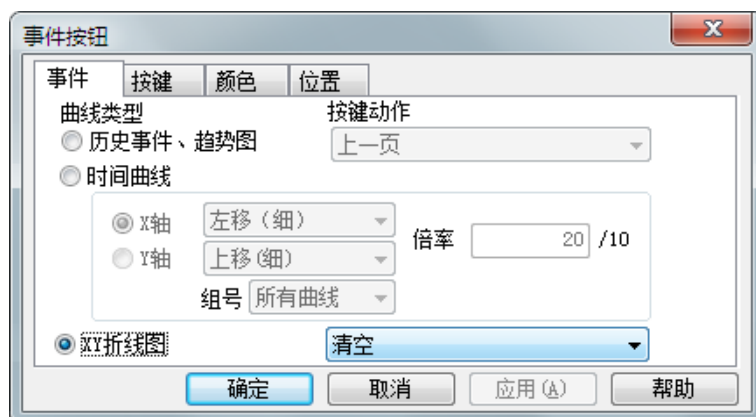 事件按钮
事件 按键 颜色 位置
曲线类型 按键动作
历史事件、趋势图 上一页
时间曲线
X轴 左移（细） 倍率 20 /10
Y轴 上移(细)
组号 所有曲线
XY折线图 清空
确定 取消 应用(A) 帮助